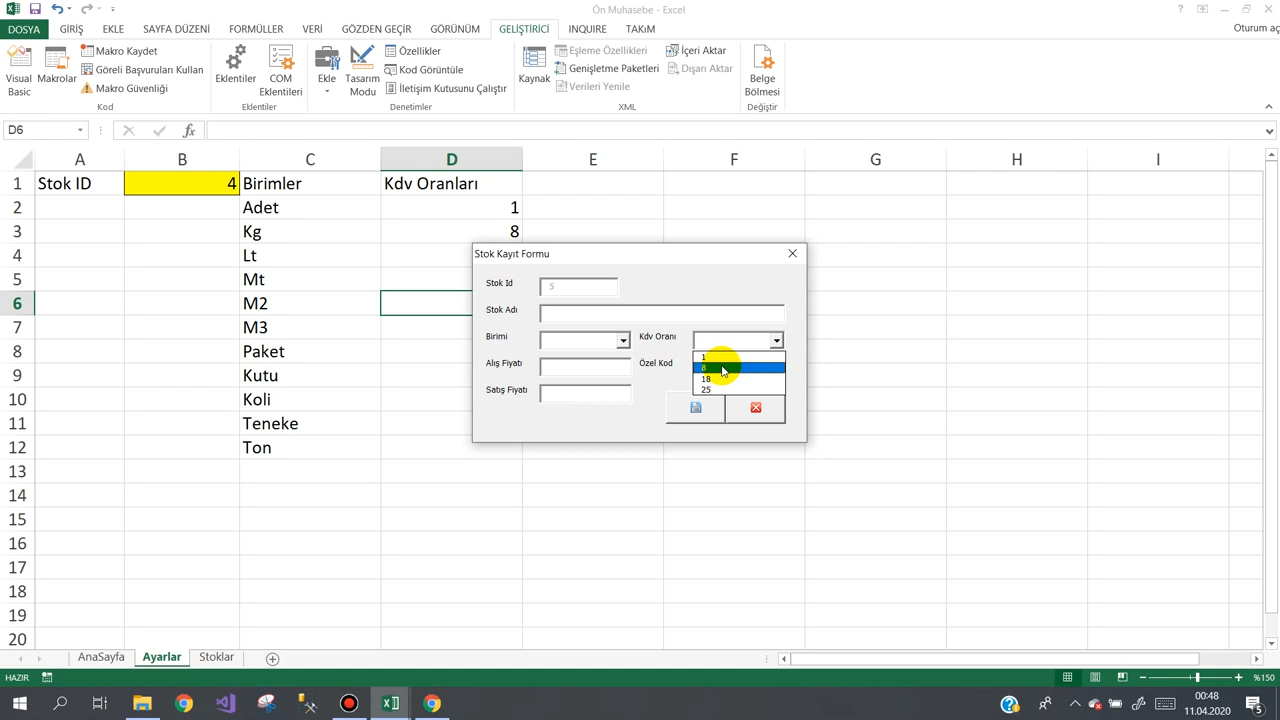 Ön Muhasebe - Excel
DOSYA GİRİŞ EKLE SAYFA DÜZENİ FORMÜLLER VERİ GÖZDEN GEÇİR GÖRÜNÜM GELİŞTİRİCİ INQUIRE TAKıM Oturum aç
Visual Basic
Makrolar
Makro Kaydet
Göreli Başvuruları Kullan
Makro Güvenliği
Kod
Eklentiler
COM Eklentileri
Eklentiler
Ekle
Tasarım Modu
Özellikler
Kod Görüntüle
İletişim Kutusunu Çalıştır
Denetimler
Kaynak
Eşleme Özellikleri
Genişletme Paketleri
Verileri Yenile
İçeri Aktar
Dışarı Aktar
XML
Belge Bölmesi
Değiştir
D6
fx
A B C D E F G H I
1 Stok ID 4 Birimler Kdv Oranları
2 Adet 1
3 Kg 8
4 Lt
5 Mt
6 M2
7 M3
8 Paket
9 Kutu
10 Koli
11 Teneke
12 Ton
13
14
15
16
17
18
19
20
Stok Kayıt Formu
Stok Id 5
Stok Adı
Birimi Kdv Oranı
Alış Fiyatı Özel Kod
Satış Fiyatı
1
8
18
25
AnaSayfa Ayarlar Stoklar
HAZIR %150
00:48
11.04.2020
5